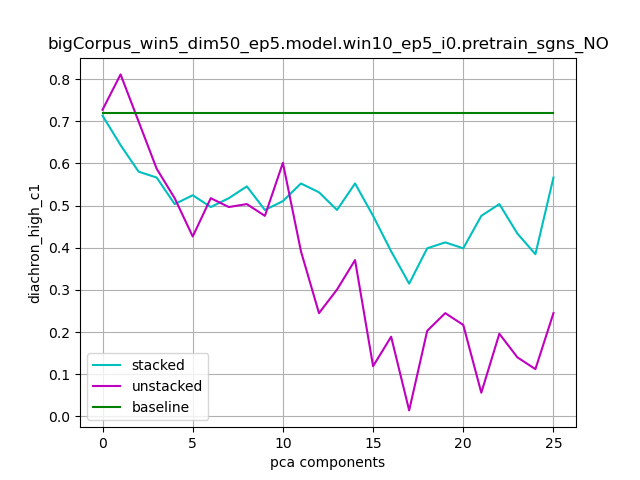 bigCorpus_win5_dim50_ep5.model.win10_ep5_i0.pretrain_sgns_NO
0.8
0.7
0.6
0.5
0.4
0.3
0.2
0.1
0.0
diachron_high_c1
stacked
unstacked
baseline
0 5 10 15 20 25
pca components